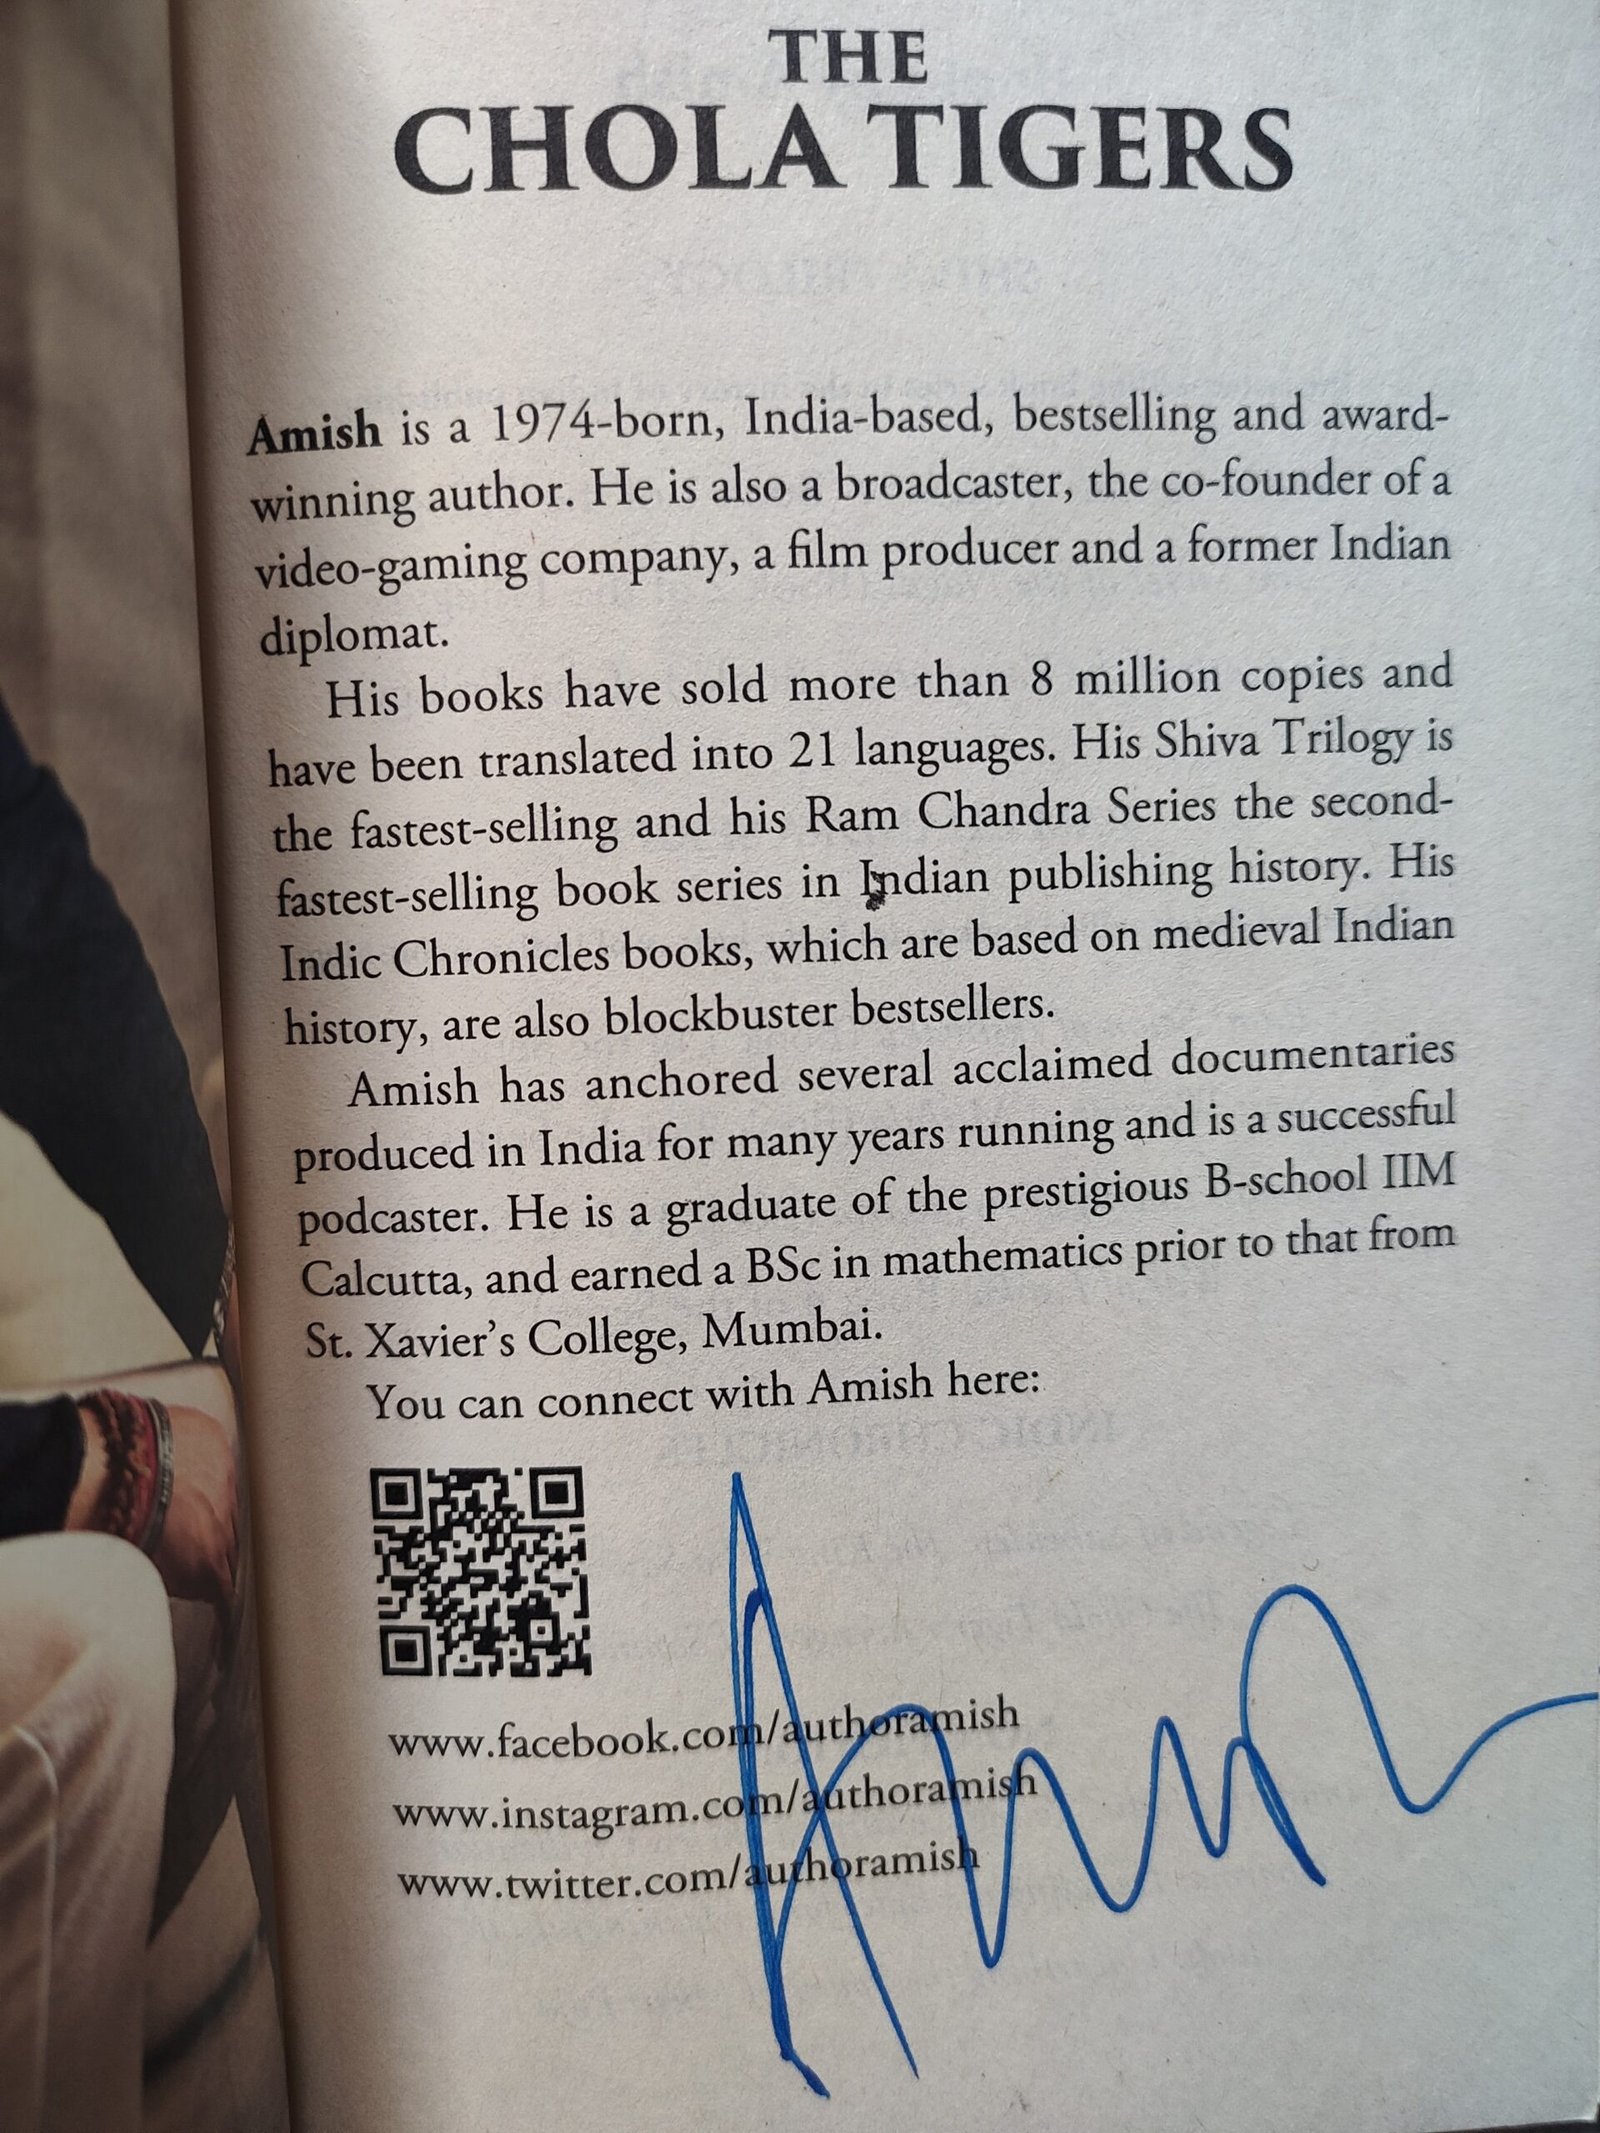 THE
CHOLA TIGERS
Amish is a 1974-born, India-based, bestselling and award-
winning author. He is also a broadcaster, the co-founder of a
video-gaming company, a film producer and a former Indian
diplomat.
His books have sold more than 8 million copies and
have been translated into 21 languages. His Shiva Trilogy is
the fastest-selling and his Ram Chandra Series the second-
fastest-selling book series in Indian publishing history. His
Indic Chronicles books, which are based on medieval Indian
history, are also blockbuster bestsellers.
Amish has anchored several acclaimed documentaries
produced in India for many years running and is a successful
podcaster. He is a graduate of the prestigious B-school IIM
Calcutta, and earned a BSc in mathematics prior to that from
St. Xavier's College, Mumbai.
You can connect with Amish here:
www.facebook.com/authoramish
www.instagram.com/authoramish
www.twitter.com/authoramish
Amish